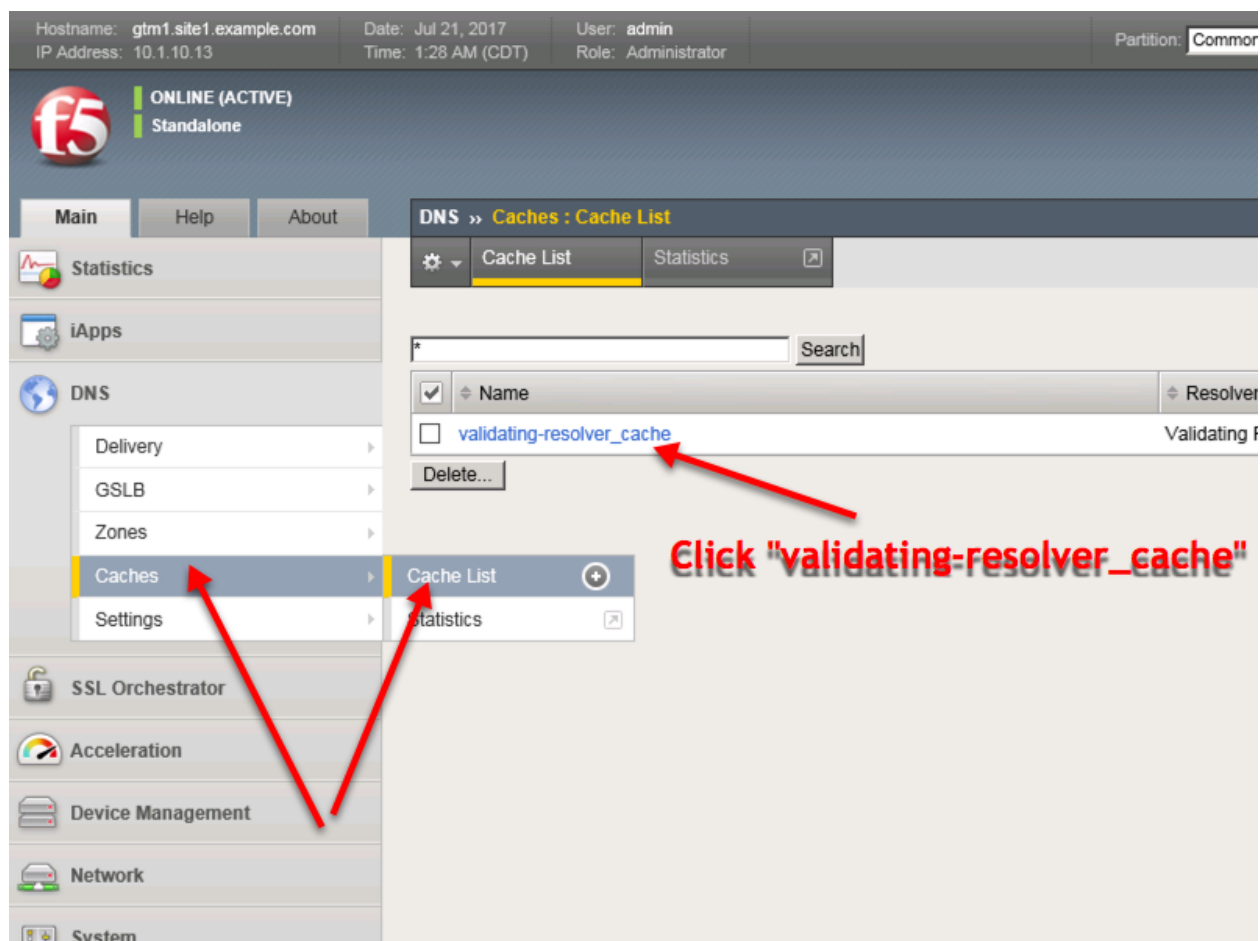 Hostname: gtm1.site1.example.com Date: Jul 21, 2017 User: admin
IP Address: 10.1.10.13 Time: 1:28 AM (CDT) Role: Administrator
Partition: Common
f5
ONLINE (ACTIVE)
Standalone
Main Help About
DNS » Caches : Cache List
Cache List Statistics
Statistics
iApps
DNS
Delivery
GSLB
Zones
Caches
Settings
Cache List
Statistics
SSL Orchestrator
Acceleration
Device Management
Network
System
* Search
Name Resolver
validating-resolver_cache Validating
Delete...
Click "validating-resolver_cache"